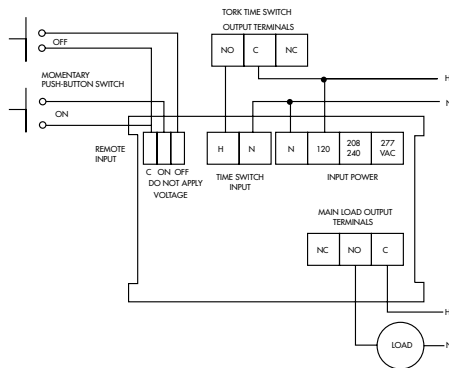 TORK TIME SWITCH
OUTPUT TERMINALS
OFF
NO C NC
MOMENTARY
PUSH-BUTTON SWITCH
H
N
ON
REMOTE
INPUT
H N
N 120 208
240 277
VAC
C ON OFF
DO NOT APPLY
VOLTAGE
TIME SWITCH
INPUT
INPUT POWER
MAIN LOAD OUTPUT
TERMINALS
NC NO C
H
LOAD
N